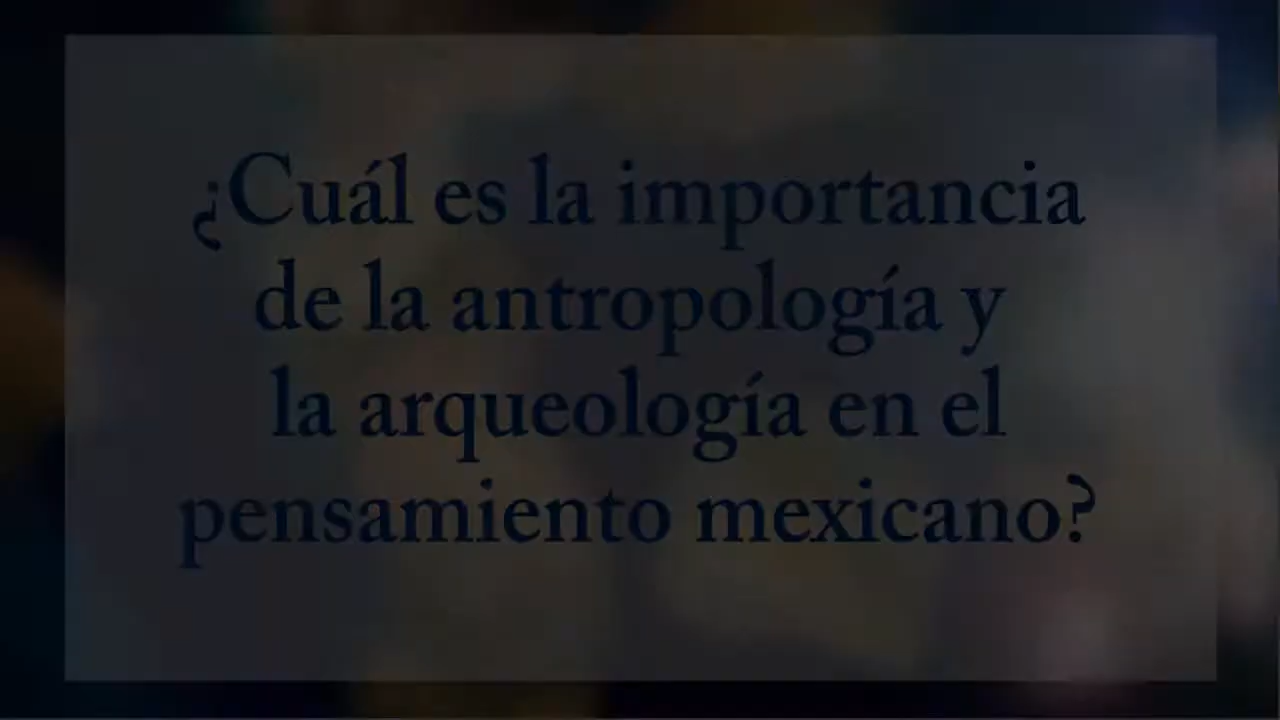 ¿Cuál es la importancia
de la antropología y
la arqueología en el
pensamiento mexicano?